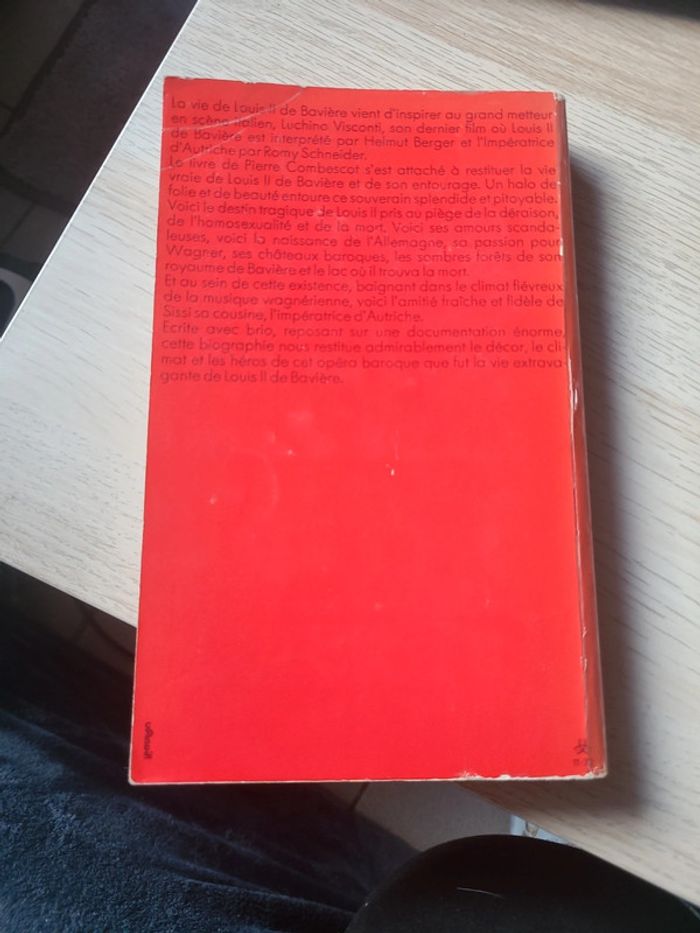 La vie de Louis II de Bavière vient d'inspirer au grand metteur
en scène italien, Luchino Visconti, son dernier film où Louis II
de Bavière est interprété par Helmut Berger et l'Impératrice
d'Autriche par Romy Schneider.
Le livre de Pierre Combescot s'est attaché à restituer la vie
vraie de Louis II de Bavière et de son entourage. Un halo de
folie et de beauté entoure ce souverain splendide et pitoyable.
Voici le destin tragique de Louis II pris au piège de la déraison,
de l'homosexualité et de la mort. Voici ses amours scanda-
leuses, voici la naissance de l'Allemagne, sa passion pour
Wagner, ses châteaux baroques, les sombres forêts de son
royaume de Bavière et le lac où il trouva la mort.
Et au sein de cette existence, baignant dans le climat fiévreux
de la musique wagnérienne, voici l'amitié fraîche et fidèle de
Sissi sa cousine, l'impératrice d'Autriche.
Ecrite avec brio, reposant sur une documentation énorme,
cette biographie nous restitue admirablement le décor, le cli-
mat et les héros de cet opéra baroque que fut la vie extrava-
gante de Louis II de Bavière.